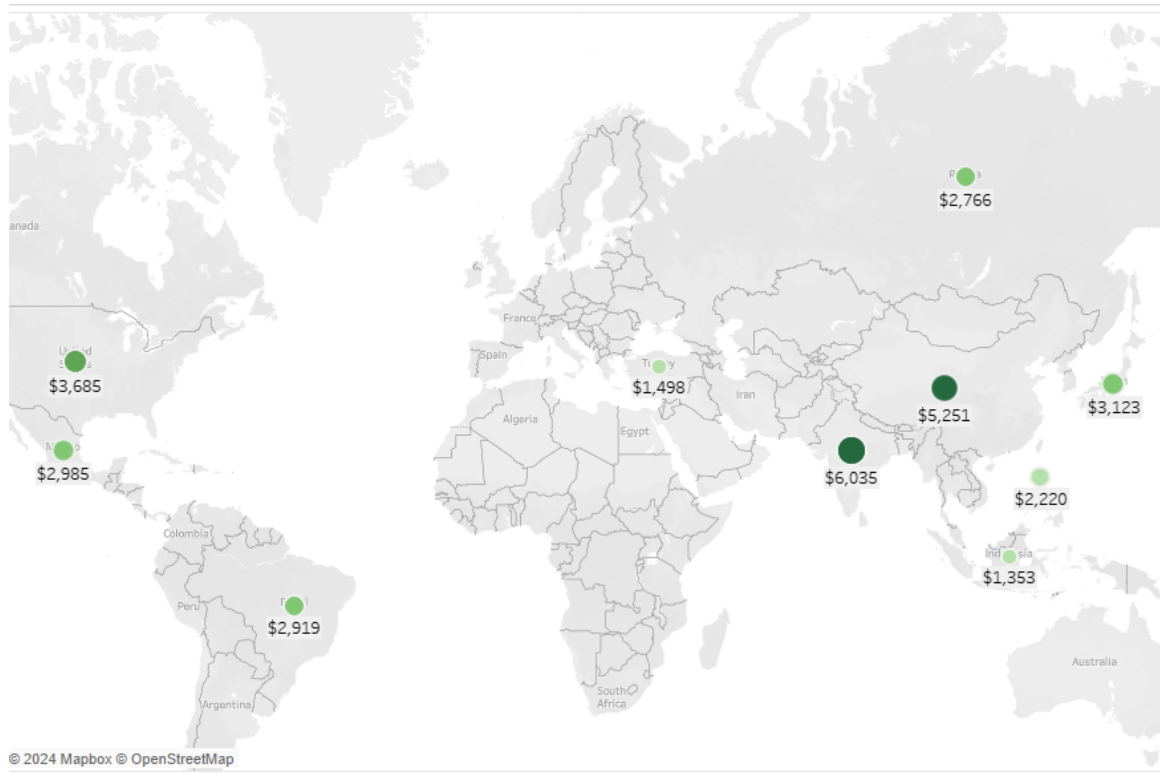 anada
$2,766
France
Spain
United
$3,685
$1,498
Iran
$3,123
$5,251
Algeria
Egypt
$2,985
$6,035
$2,220
Colombia
$1,353
Peru
$2,919
Australia
South
Africa
Argentina
© 2024 Mapbox © OpenStreetMap